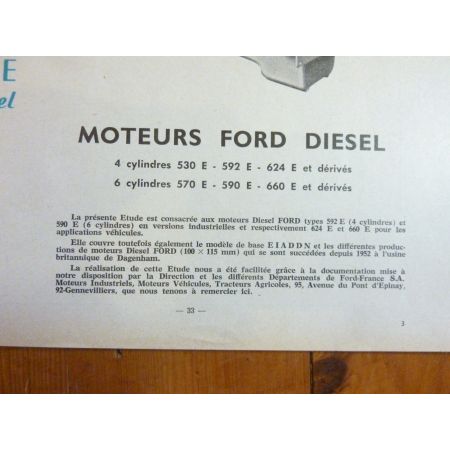 E
el
MOTEURS FORD DIESEL
4 cylindres 530 E - 592 E - 624 E et dérivés
6 cylindres 570 E - 590 E - 660 E et dérivés
La présente Etude est consacrée aux moteurs Diesel FORD types 592 E (4 cylindres) et
590 E (6 cylindres) en versions industrielles et respectivement 624 E et 660 E pour les
applications véhicules.
Elle couvre toutefois également le modèle de base E1ADDN et les différentes produc-
tions de moteurs Diesel FORD (100 × 115 mm) qui se sont succédées depuis 1952 à l'usine
britannique de Dagenham.
La réalisation de cette Etude nous a été facilitée grâce à la documentation mise à
notre disposition par la Direction et les différents Départements de Ford-France S.A.
Moteurs Industriels, Moteurs Véhicules, Tracteurs Agricoles, 95, Avenue du Pont d'Epinay,
92-Gennevilliers, que nous tenons à remercier ici.
— 33 —
3